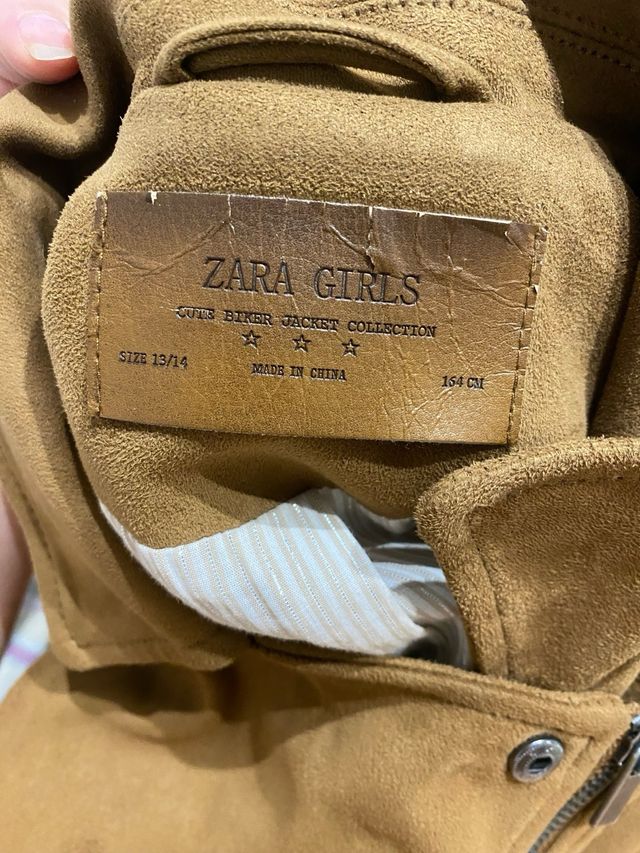 ZARA GIRLS
CUTE BIKER JACKET COLLECTION
SIZE 13/14
MADE IN CHINA
164 CM